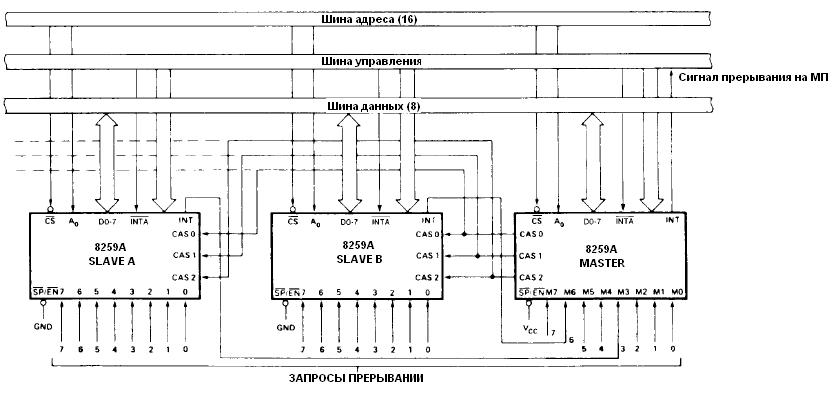 Шина адреса (16)
Шина управления
Сигнал прерывания на МП
Шина данных (8)
CS A0 D0-7 INTA INT
CAS 0
8259A CAS 1
SLAVE A
CAS 2
SP/EN 7 6 5 4 3 2 1 0
GND
7 6 5 4 3 2 1 0
CS A0 D0-7 INTA INT
CAS 0
8259A CAS 1
SLAVE B
CAS 2
SP/EN 7 6 5 4 3 2 1 0
GND
7 6 5 4 3 2 1 0
CS A0 D0-7 INTA INT
CAS 0
CAS 1 8259A
MASTER
CAS 2
SP/EN M7 M6 M5 M4 M3 M2 M1 M0
VCC
7 6 5 4 3 2 1 0
ЗАПРОСЫ ПРЕРЫВАНИИ